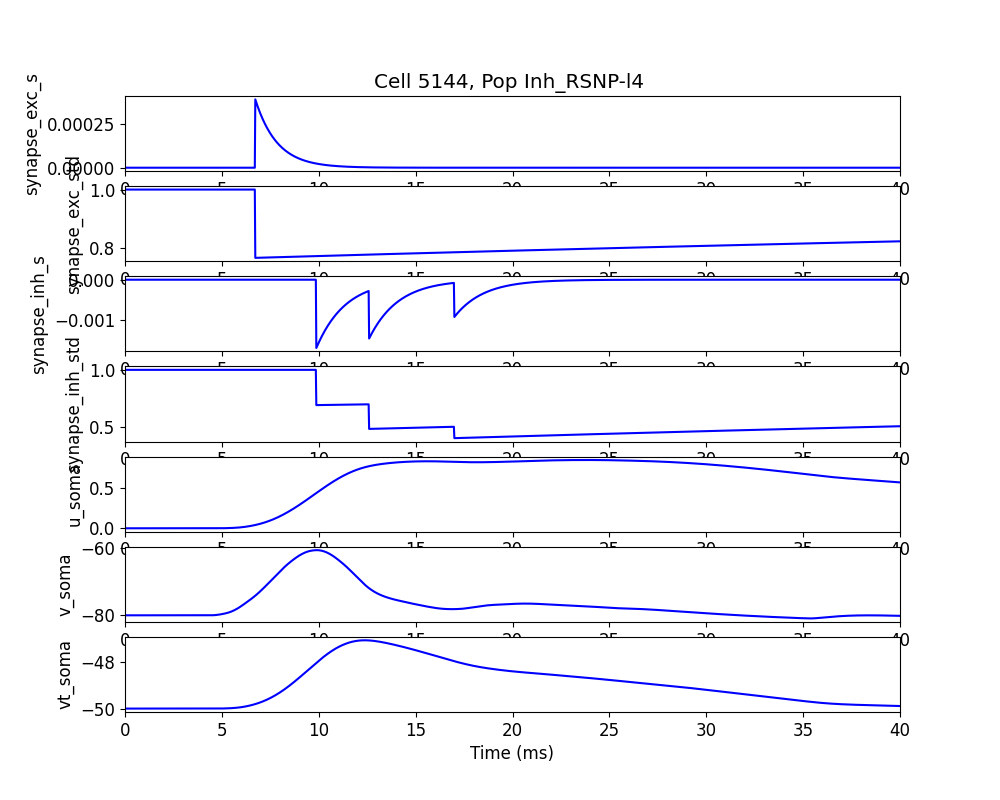 Cell 5144, Pop Inh_RSNP-l4
synapse_exc_s
0.00025
0.00000
synapse_exc_std
1.0
0.8
synapse_inh_s
0.000
−0.001
synapse_inh_std
1.0
0.5
u_soma
0.5
0.0
v_soma
−60
−80
vt_soma
−48
−50
0 5 10 15 20 25 30 35 40
Time (ms)